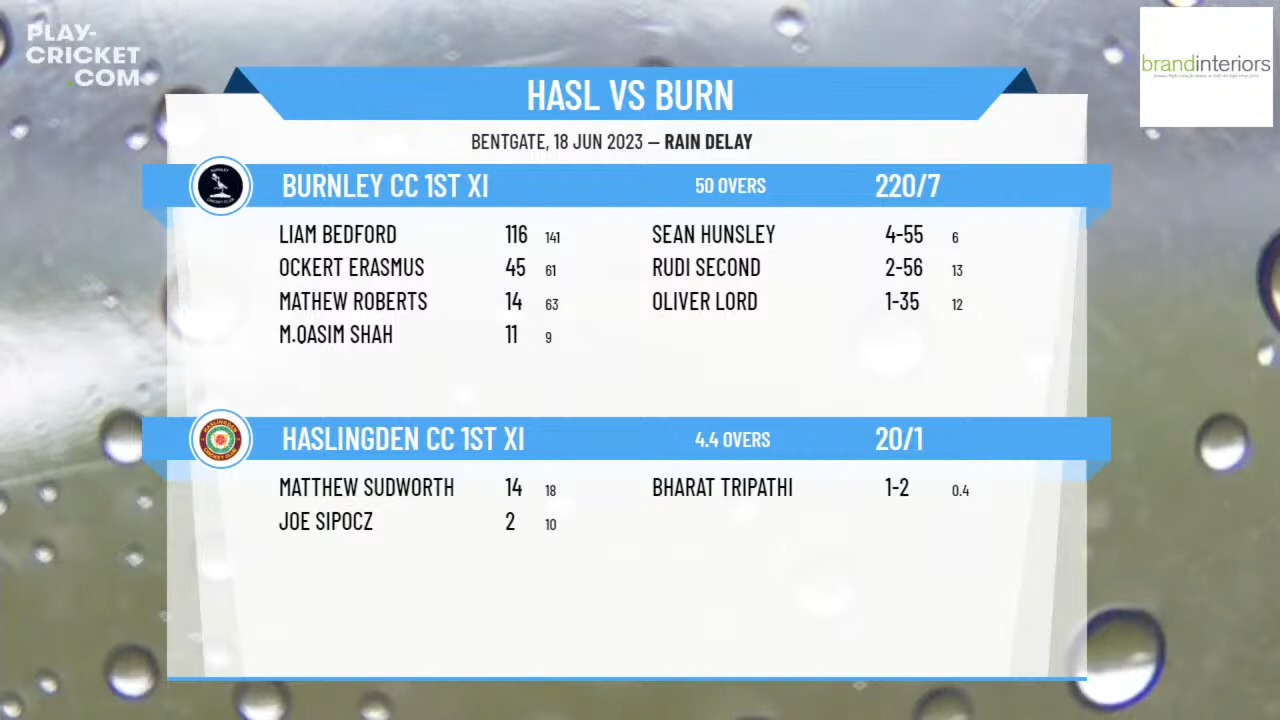 PLAY-
CRICKET
.COM
brandinteriors
HASL VS BURN
BENTGATE, 18 JUN 2023 – RAIN DELAY
BURNLEY CC 1ST XI 50 OVERS 220/7
LIAM BEDFORD 116 141 SEAN HUNSLEY 4-55 6
OCKERT ERASMUS 45 61 RUDI SECOND 2-56 13
MATHEW ROBERTS 14 63 OLIVER LORD 1-35 12
M.QASIM SHAH 11 9
HASLINGDEN CC 1ST XI 4.4 OVERS 20/1
MATTHEW SUDWORTH 14 18 BHARAT TRIPATHI 1-2 0.4
JOE SIPOCZ 2 10